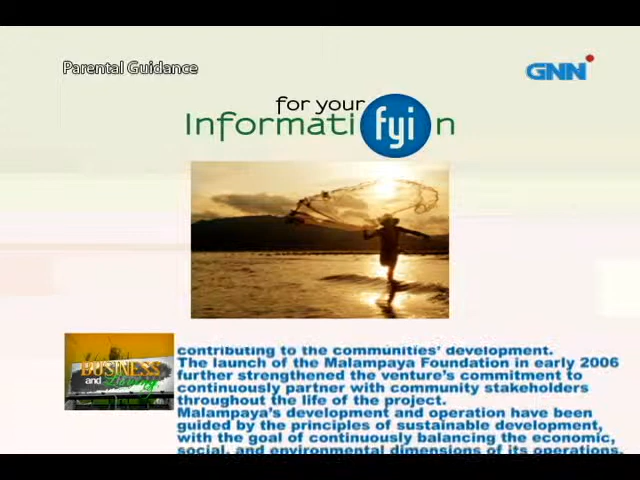 Parental Guidance
GNN
for your
Informati fyi n
BUSINESS
and Living
contributing to the communities' development.
The launch of the Malampaya Foundation in early 2006
further strengthened the venture's commitment to
continuously partner with community stakeholders
throughout the life of the project.
Malampaya's development and operation have been
guided by the principles of sustainable development,
with the goal of continuously balancing the economic,
social, and environmental dimensions of its operations.